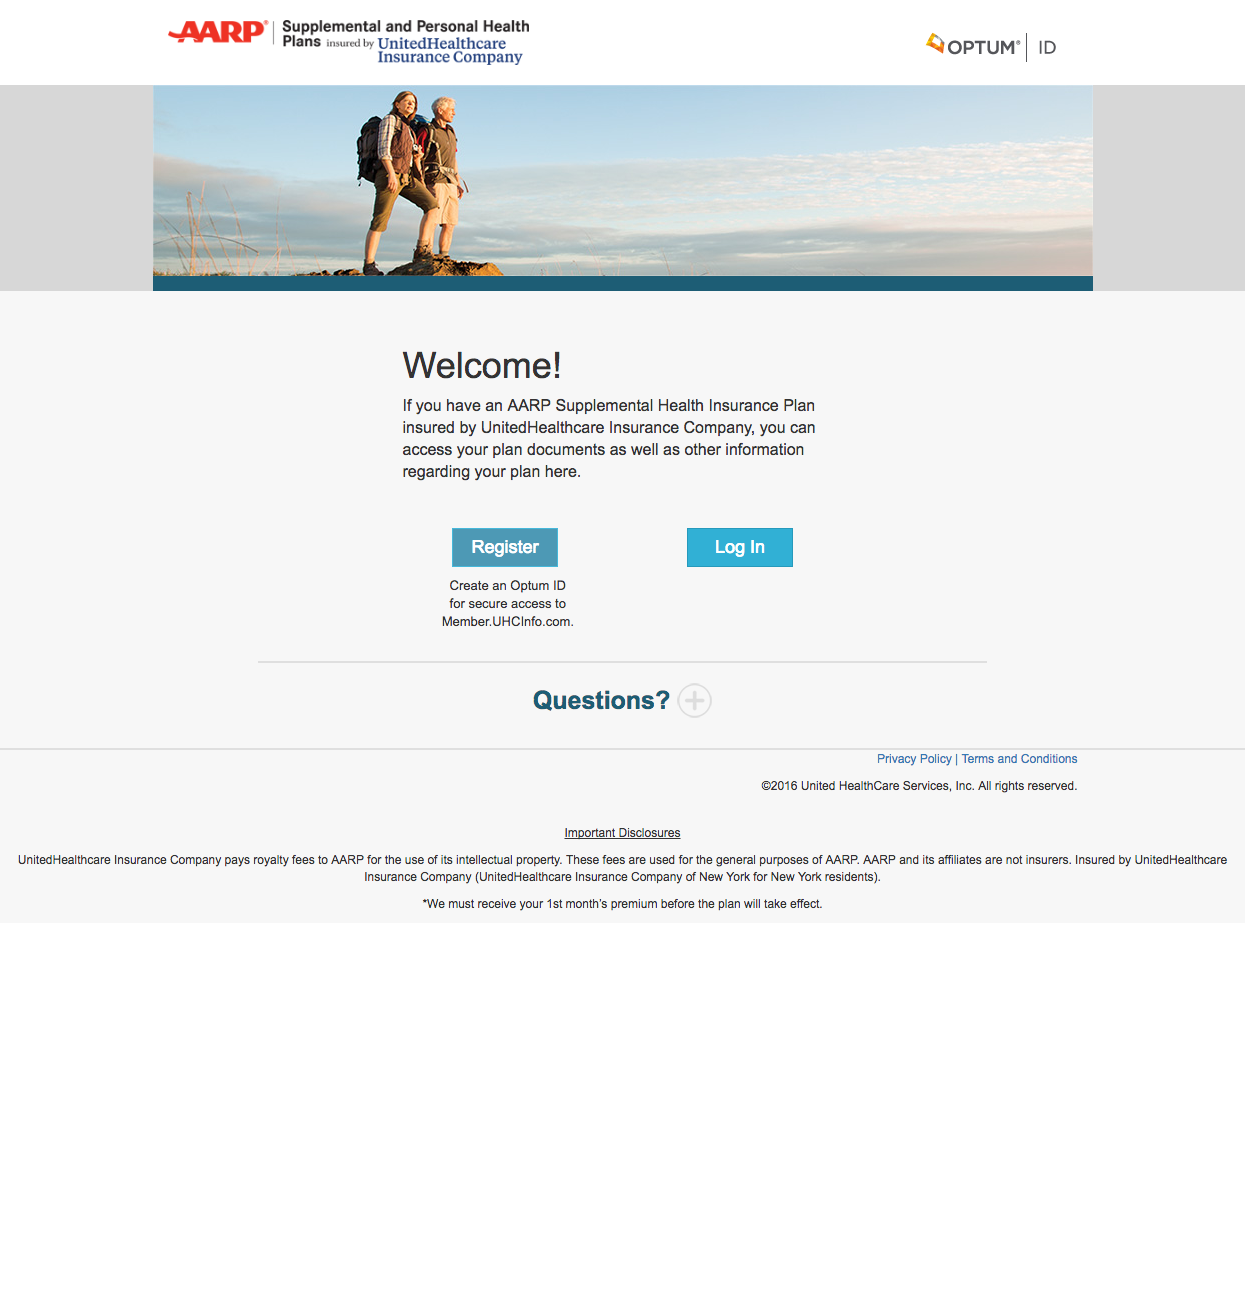 AARP® Supplemental and Personal Health
Plans insured by UnitedHealthcare
Insurance Company
OPTUM® ID
Welcome!
If you have an AARP Supplemental Health Insurance Plan
insured by UnitedHealthcare Insurance Company, you can
access your plan documents as well as other information
regarding your plan here.
Register
Log In
Create an Optum ID
for secure access to
Member.UHCInfo.com.
Questions?
Privacy Policy | Terms and Conditions
©2016 United HealthCare Services, Inc. All rights reserved.
Important Disclosures
UnitedHealthcare Insurance Company pays royalty fees to AARP for the use of its intellectual property. These fees are used for the general purposes of AARP. AARP and its affiliates are not insurers. Insured by UnitedHealthcare
Insurance Company (UnitedHealthcare Insurance Company of New York for New York residents).
*We must receive your 1st month's premium before the plan will take effect.